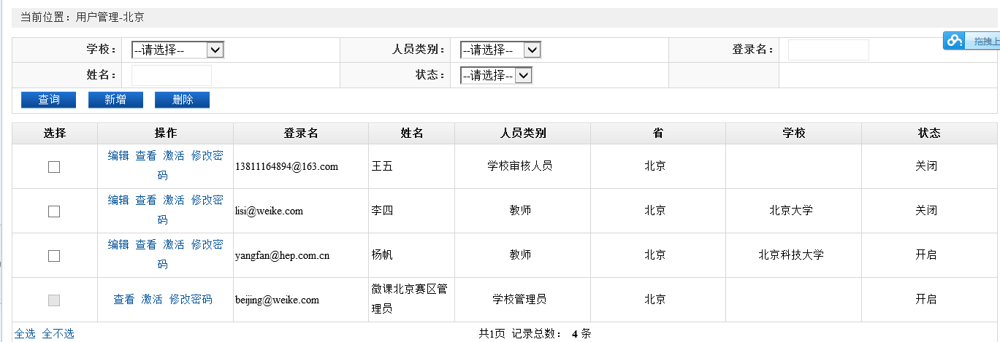 当前位置：用户管理-北京
学校： --请选择-- 人员类别： --请选择-- 登录名：
拖拽上
姓名： 状态： --请选择--
查询 新增 删除
选择 操作 登录名 姓名 人员类别 省 学校 状态
编辑 查看 激活 修改密
码
13811164894@163.com 王五 学校审核人员 北京 关闭
编辑 查看 激活 修改密
码
lisi@weike.com 李四 教师 北京 北京大学 关闭
编辑 查看 激活 修改密
码
yangfan@hep.com.cn 杨帆 教师 北京 北京科技大学 开启
查看 激活 修改密码 beijing@weike.com
微课北京赛区管
理员
学校管理员 北京 开启
全选 全不选 共1页 记录总数： 4 条